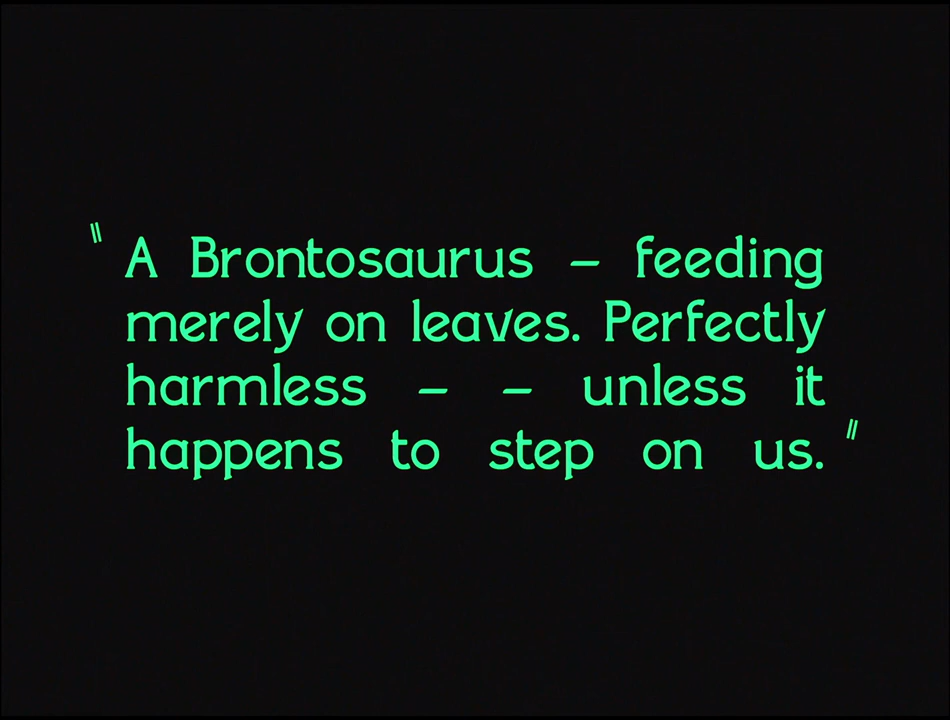 "A Brontosaurus – feeding
merely on leaves. Perfectly
harmless – – unless it
happens to step on us."